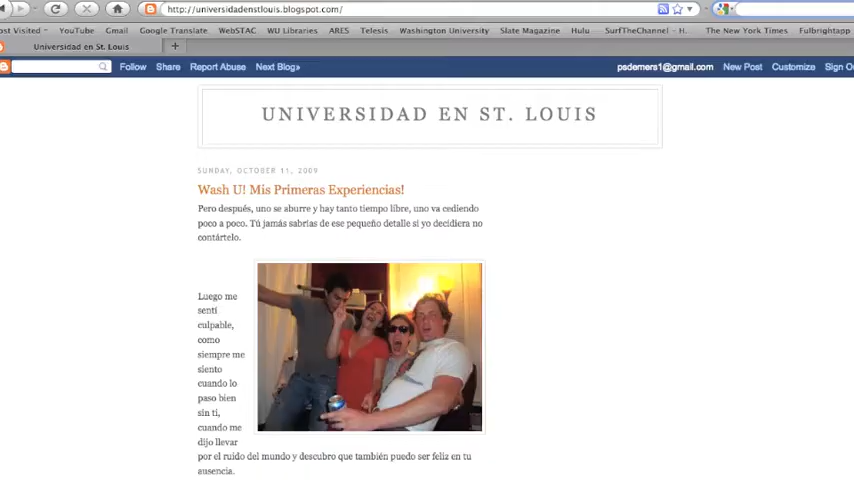 http://universidadenstlouis.blogspot.com/
Visited YouTube Gmail Google Translate WebSTAC WU Libraries ARES Telesis Washington University Slate Magazine Hulu SurfTheChannel - H... The New York Times Fulbrightapp
Universidad en St. Louis
Follow Share Report Abuse Next Blog» psdemers1@gmail.com New Post Customize Sign
UNIVERSIDAD EN ST. LOUIS
SUNDAY, OCTOBER 11, 2009
Wash U! Mis Primeras Experiencias!
Pero después, uno se aburre y hay tanto tiempo libre, uno va cediendo
poco a poco. Tú jamás sabrias de ese pequeño detalle si yo decidiera no
contártelo.
Luego me
sentí
culpable,
como
siempre me
siento
cuando lo
paso bien
sin ti,
cuando me
dijo llevar
por el ruido del mundo y descubro que también puedo ser feliz en tu
ausencia.